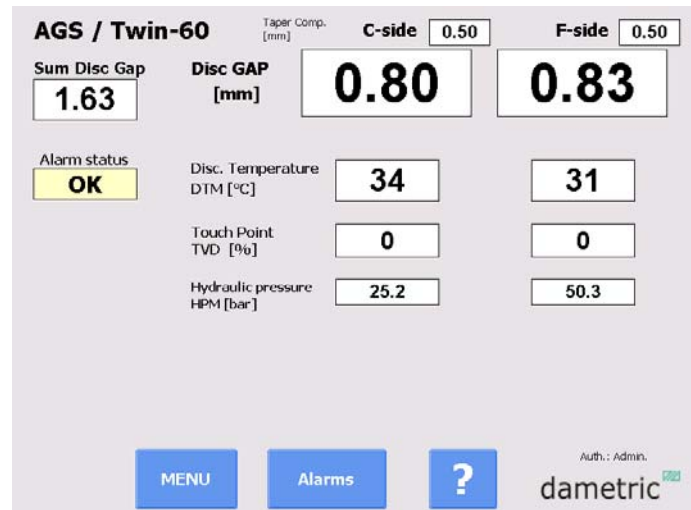 AGS / Twin-60 Taper Comp. [mm] C-side 0.50 F-side 0.50
Sum Disc Gap
1.63
Disc GAP
[mm]
0.80 0.83
Alarm status
OK
Disc. Temperature
DTM [°C]
34 31
Touch Point
TVD [%]
0 0
Hydraulic pressure
HPM [bar]
25.2 50.3
Auth.: Admin.
MENU Alarms ? dametric